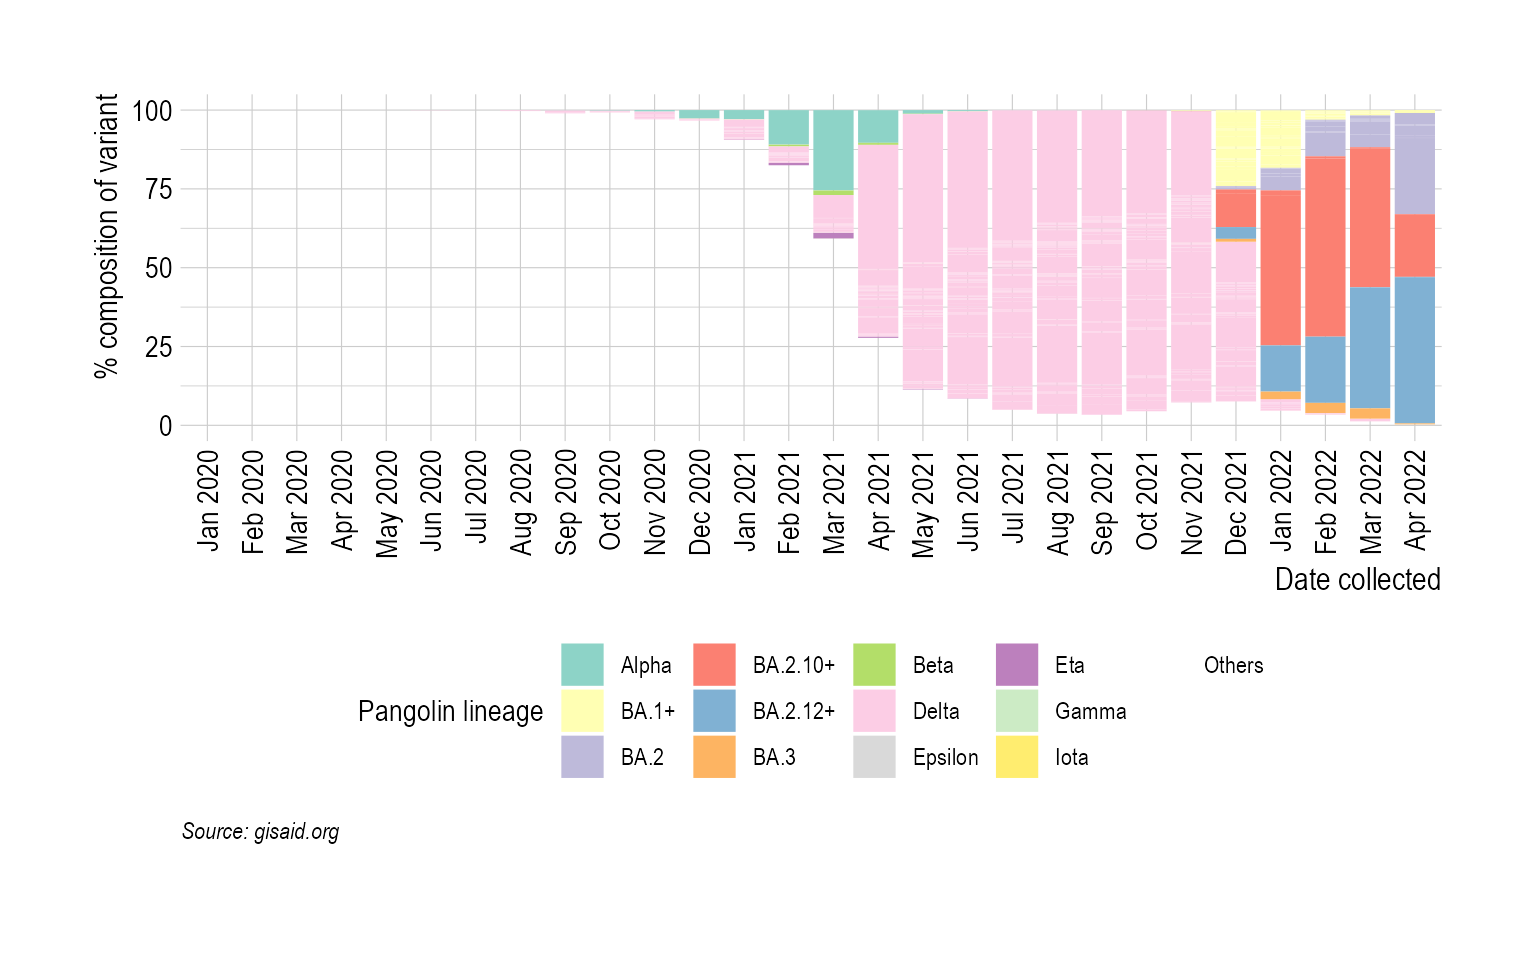 % composition of variant
100
75
50
25
0
Jan 2020
Feb 2020
Mar 2020
Apr 2020
May 2020
Jun 2020
Jul 2020
Aug 2020
Sep 2020
Oct 2020
Nov 2020
Dec 2020
Jan 2021
Feb 2021
Mar 2021
Apr 2021
May 2021
Jun 2021
Jul 2021
Aug 2021
Sep 2021
Oct 2021
Nov 2021
Dec 2021
Jan 2022
Feb 2022
Mar 2022
Apr 2022
Date collected
Pangolin lineage
Alpha
BA.1+
BA.2
BA.2.10+
BA.2.12+
BA.3
Beta
Delta
Epsilon
Eta
Gamma
Iota
Others
Source: gisaid.org